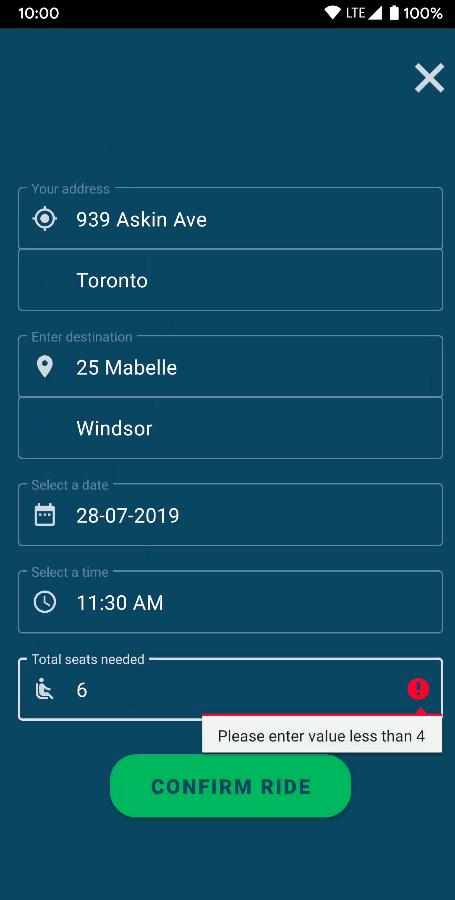 10:00 LTE 100%
Your address
939 Askin Ave
Toronto
Enter destination
25 Mabelle
Windsor
Select a date
28-07-2019
Select a time
11:30 AM
Total seats needed
6
Please enter value less than 4
CONFIRM RIDE